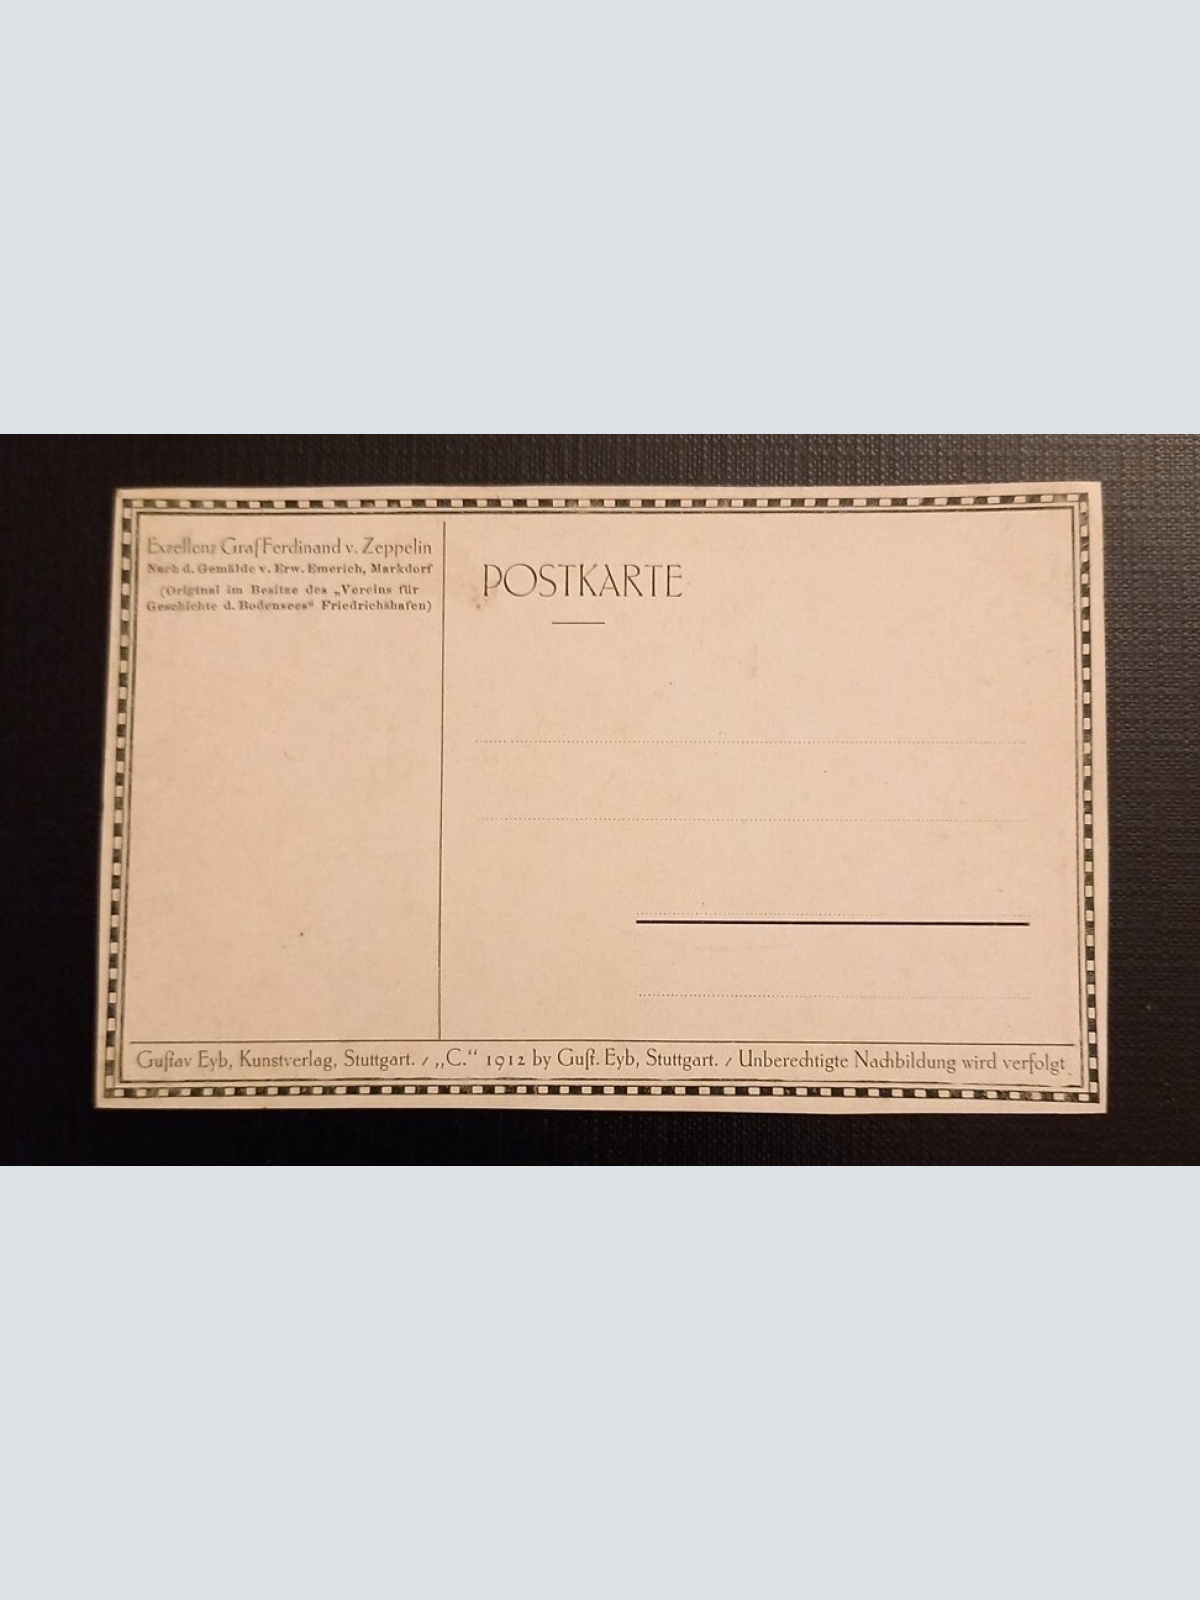 Exzellenz Graf Ferdinand v. Zeppelin
Nach d. Gemälde v. Erw. Emerich, Markdorf
(Original im Besitze des „Vereins für
Geschichte d. Bodensees“ Friedrichshafen)
POSTKARTE
Guſtav Eyb, Kunstverlag, Stuttgart. / „C.“ 1912 by Guſt. Eyb, Stuttgart. / Unberechtigte Nachbildung wird verfolgt.